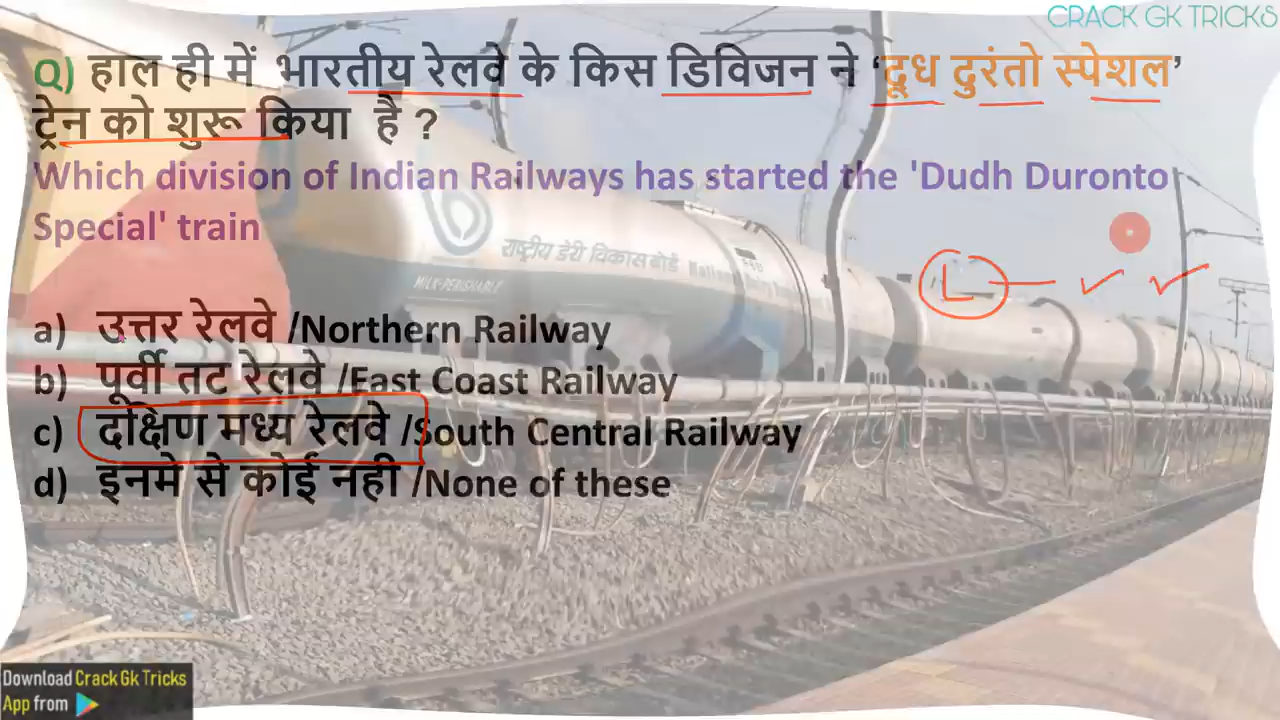 CRACK GK TRICKS
Q) हाल ही में भारतीय रेलवे के किस डिविजन ने ‘दूध दुरंतो स्पेशल’
ट्रेन को शुरू किया है ?
Which division of Indian Railways has started the 'Dudh Duronto
Special' train
राष्ट्रीय डेरी विकास बोर्ड National
MILK-PERISHABLE
L
a) उत्तर रेलवे /Northern Railway
b) पूर्वी तट रेलवे /East Coast Railway
c) दक्षिण मध्य रेलवे /South Central Railway
d) इनमे से कोई नही /None of these
Download Crack Gk Tricks
App from